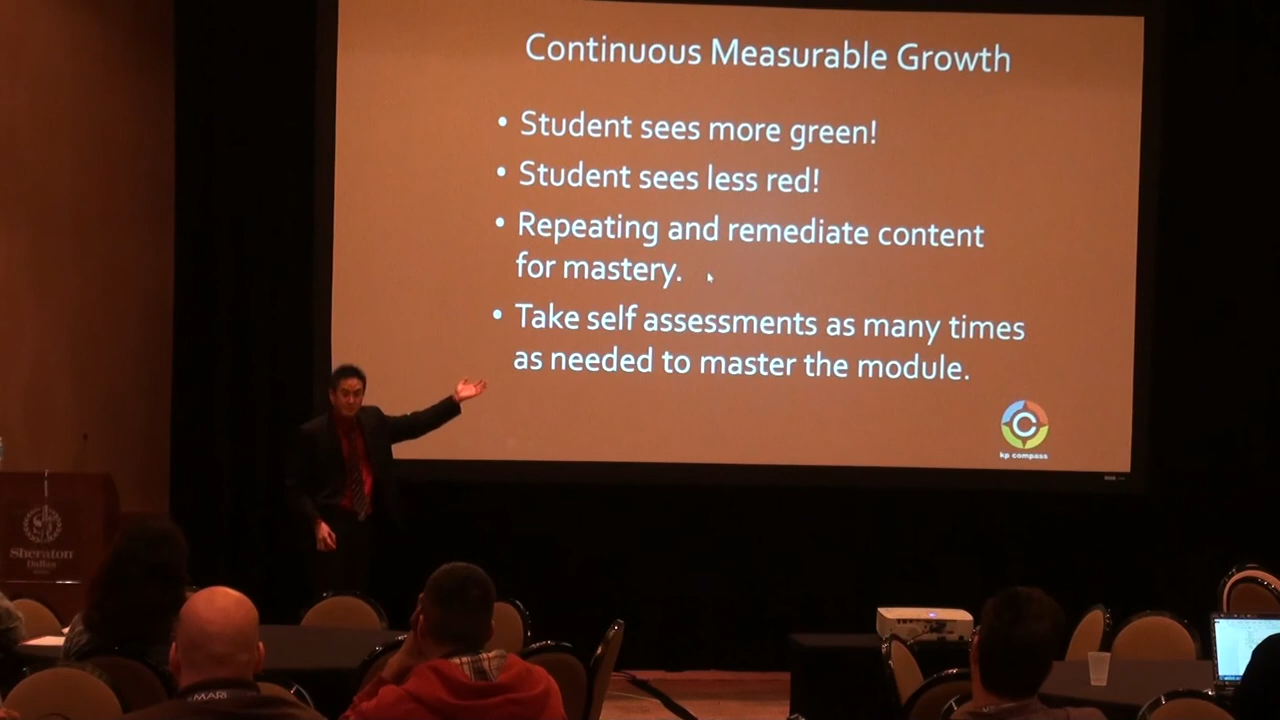 Continuous Measurable Growth
• Student sees more green!
• Student sees less red!
• Repeating and remediate content
for mastery.
• Take self assessments as many times
as needed to master the module.
C
kp compass
Sheraton
Dallas
MARI